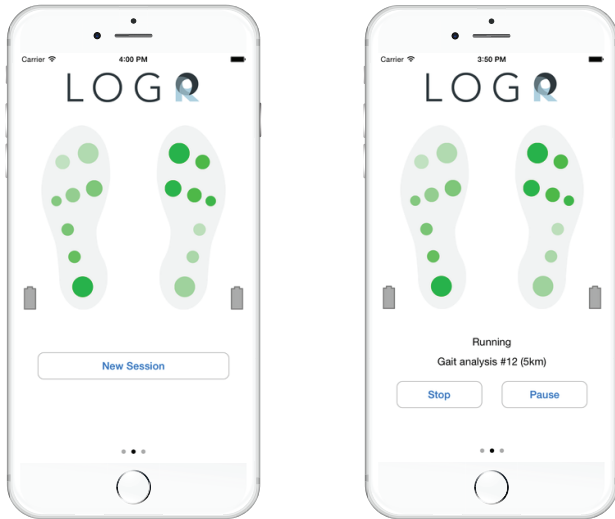 Carrier 4:00 PM
LOGR
New Session
Carrier 3:50 PM
LOGR
Running
Gait analysis #12 (5km)
Stop Pause